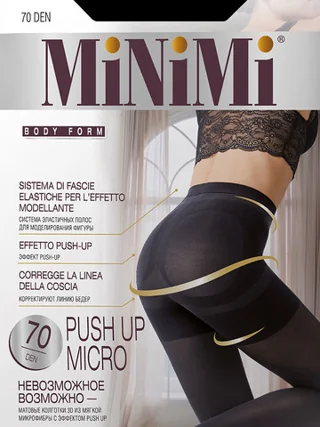 70 DEN
MiNiMi®
BODY FORM
SISTEMA DI FASCIE
ELASTICHE PER L'EFFETTO
MODELLANTE
СИСТЕМА ЭЛАСТИЧНЫХ ПОЛОС
ДЛЯ МОДЕЛИРОВАНИЯ ФИГУРЫ
EFFETTO PUSH-UP
ЭФФЕКТ PUSH-UP
CORREGGE LA LINEA
DELLA COSCIA
КОРРЕКТИРУЮТ ЛИНИЮ БЕДЕР
70
DEN
PUSH UP
MICRO
НЕВОЗМОЖНОЕ
ВОЗМОЖНО —
МАТОВЫЕ КОЛГОТКИ 3D ИЗ МЯГКОЙ
МИКРОФИБРЫ С ЭФФЕКТОМ PUSH UP